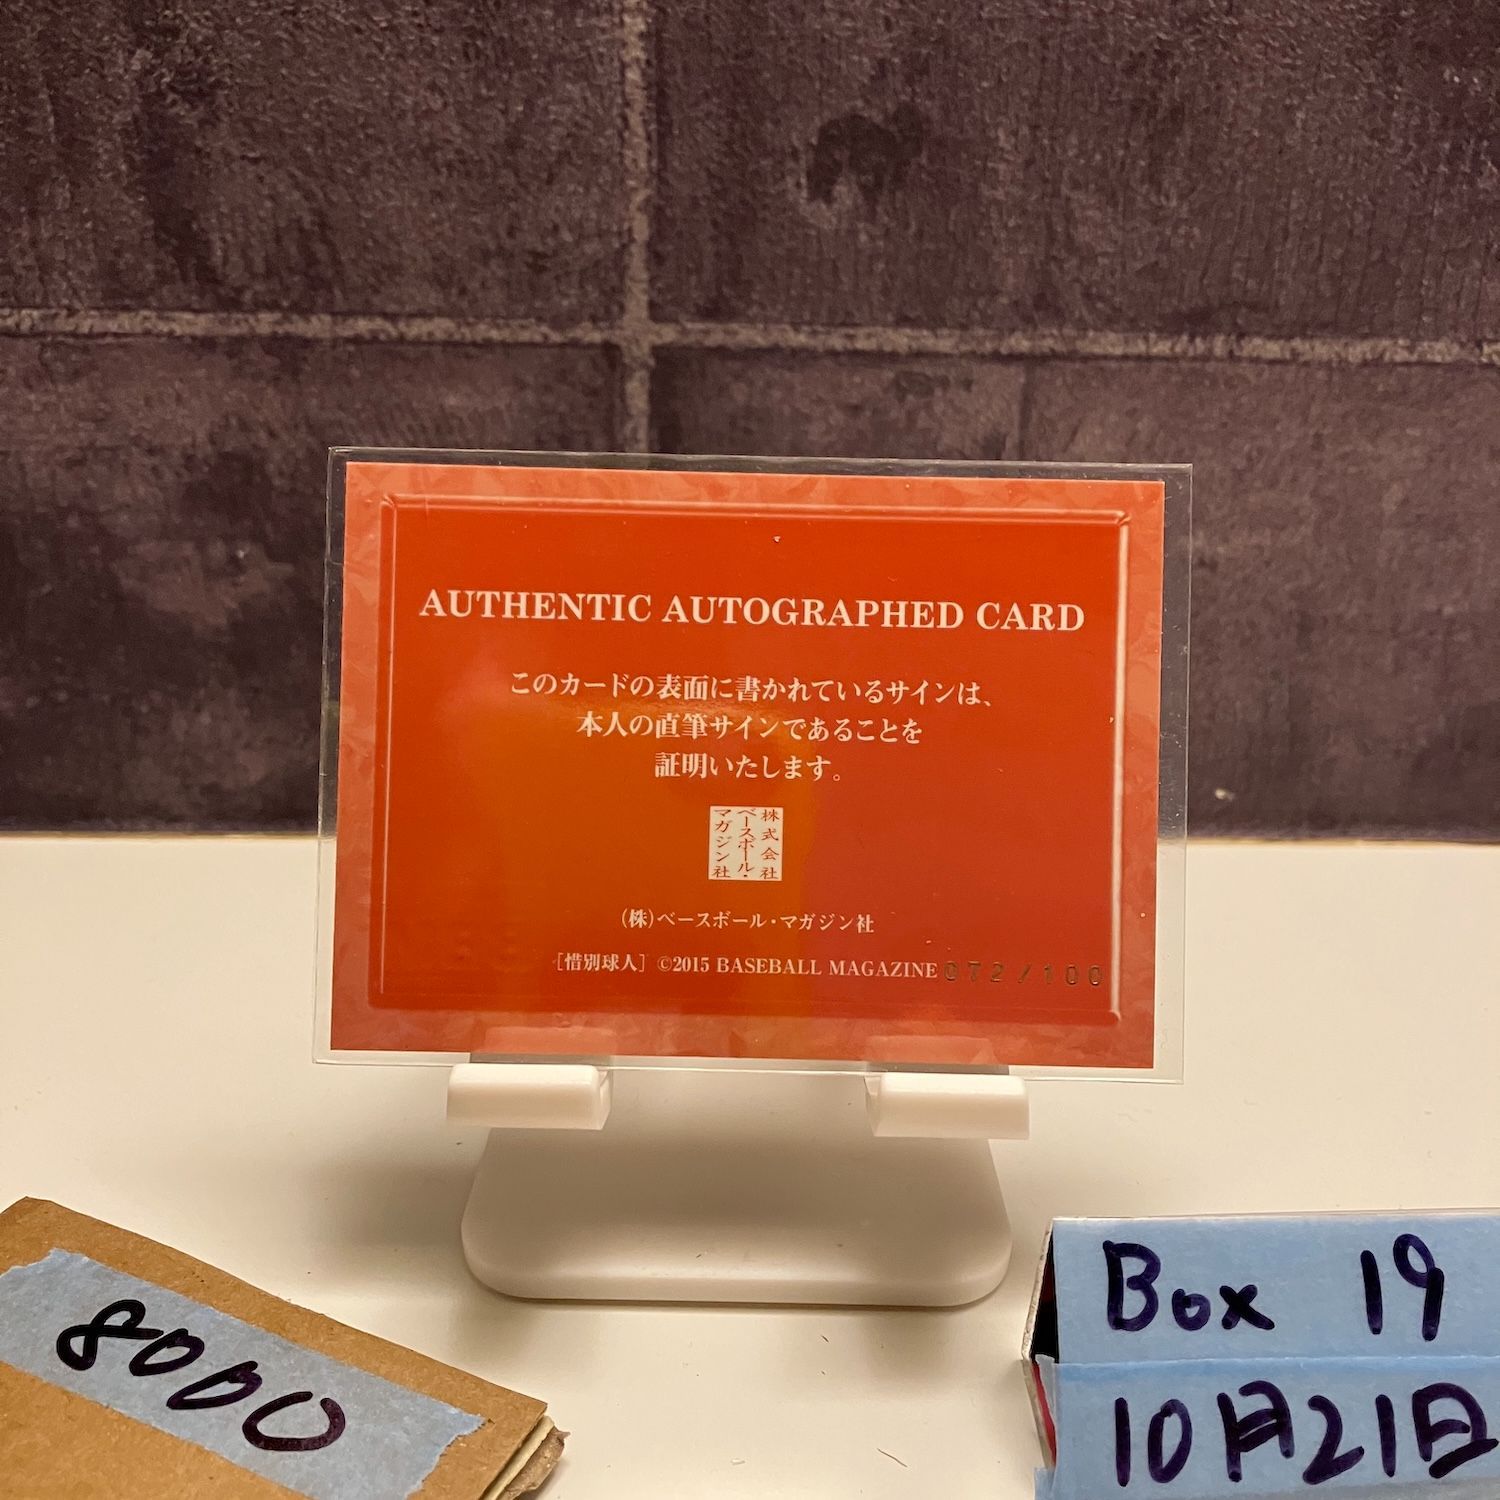 AUTHENTIC AUTOGRAPHED CARD
このカードの表面に書かれているサインは、
本人の直筆サインであることを
証明いたします。
株式会社
ベースボール・
マガジン社
(株)ベースボール・マガジン社
[惜別球人] ©2015 BASEBALL MAGAZINE 072/100
8000
Box 19
10月21日